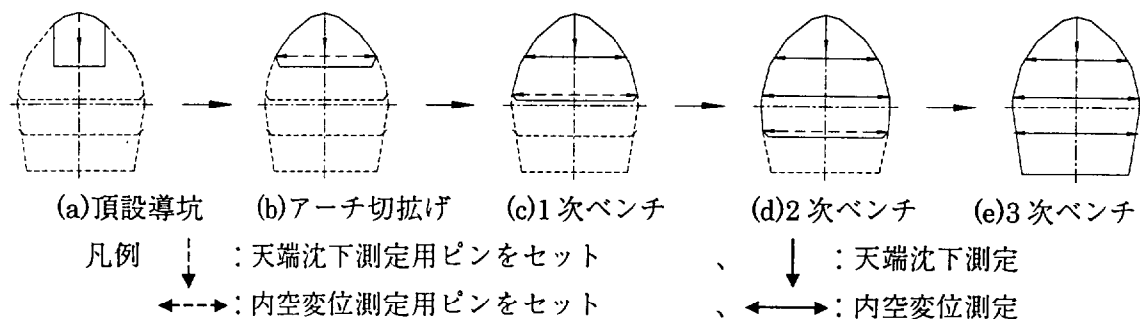 (a)頂設導坑 (b)アーチ切拡げ (c)1次ベンチ (d)2次ベンチ (e)3次ベンチ
凡例 :天端沈下測定用ピンをセット 、 :天端沈下測定
:内空変位測定用ピンをセット 、 :内空変位測定